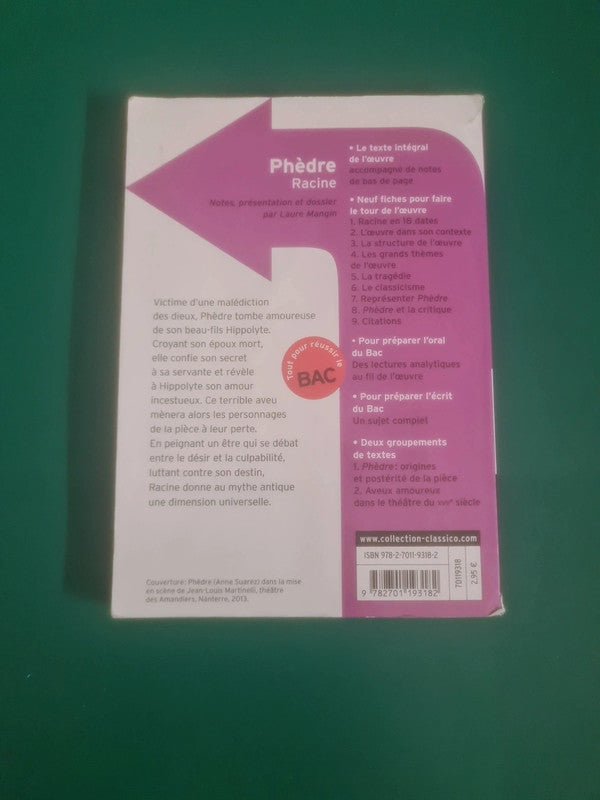 Phèdre
Racine
Notes, présentation et dossier
par Laure Mangin
Victime d'une malédiction
des dieux, Phèdre tombe amoureuse
de son beau-fils Hippolyte.
Croyant son époux mort,
elle confie son secret
à sa servante et révèle
à Hippolyte son amour
incestueux. Ce terrible aveu
mènera alors les personnages
de la pièce à leur perte.
En peignant un être qui se débat
entre le désir et la culpabilité,
luttant contre son destin,
Racine donne au mythe antique
une dimension universelle.
Tout pour réussir le
BAC
Couverture: Phèdre (Anne Suarez) dans la mise
en scène de Jean-Louis Martinelli, théâtre
des Amandiers, Nanterre, 2013.
• Le texte intégral
de l'œuvre
accompagné de notes
de bas de page
• Neuf fiches pour faire
le tour de l'œuvre
1. Racine en 18 dates
2. L'œuvre dans son contexte
3. La structure de l'œuvre
4. Les grands thèmes
de l'œuvre
5. La tragédie
6. Le classicisme
7. Représenter Phèdre
8. Phèdre et la critique
9. Citations
• Pour préparer l'oral
du Bac
Des lectures analytiques
au fil de l'œuvre
• Pour préparer l'écrit
du Bac
Un sujet complet
• Deux groupements
de textes
1. Phèdre: origines
et postérité de la pièce
2. Aveux amoureux
dans le théâtre du XVIIe siècle
www.collection-classico.com
ISBN 978-2-7011-9318-2
9 782701 193182
70119318
2,95 €